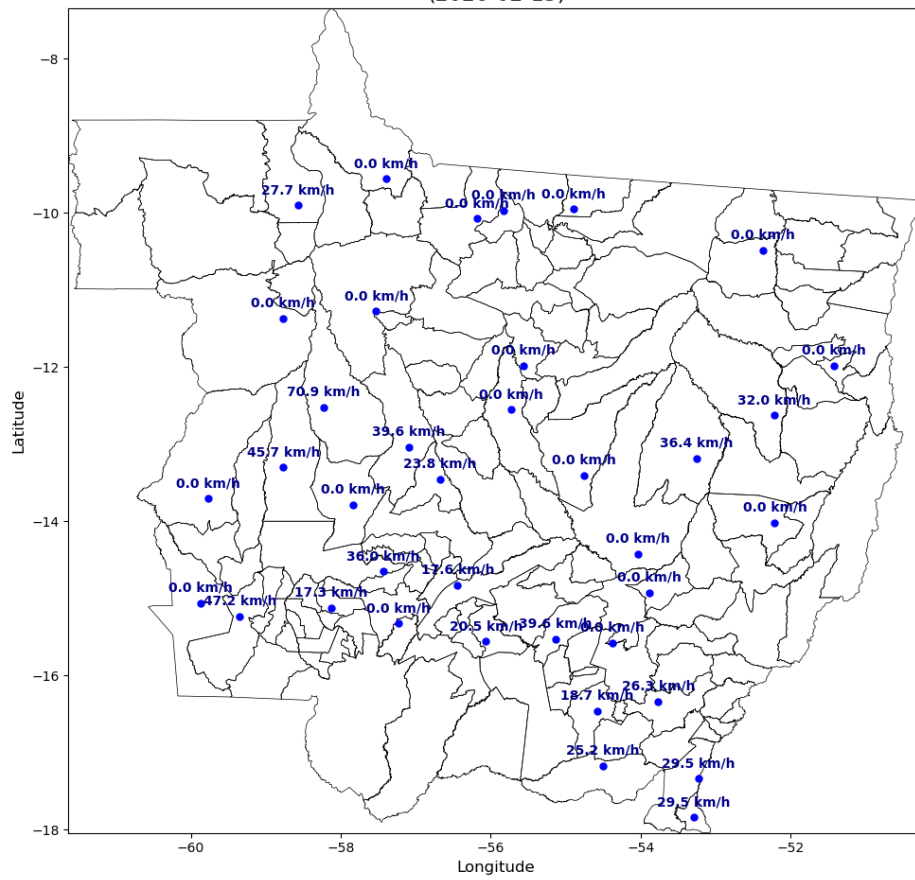 −8
0.0 km/h
27.7 km/h
0.0 km/h
0.0 km/h
0.0 km/h
−10
0.0 km/h
0.0 km/h
0.0 km/h
0.0 km/h
0.0 km/h
−12
70.9 km/h
0.0 km/h
32.0 km/h
39.6 km/h
45.7 km/h
23.8 km/h
36.4 km/h
0.0 km/h
0.0 km/h
0.0 km/h
0.0 km/h
−14
0.0 km/h
36.0 km/h
17.6 km/h
0.0 km/h
0.0 km/h
47.2 km/h
17.3 km/h
0.0 km/h
20.5 km/h
39.6 km/h
0.0 km/h
−16
26.3 km/h
18.7 km/h
25.2 km/h
29.5 km/h
29.5 km/h
−18
−60
−58
−56
−54
−52
Latitude
Longitude